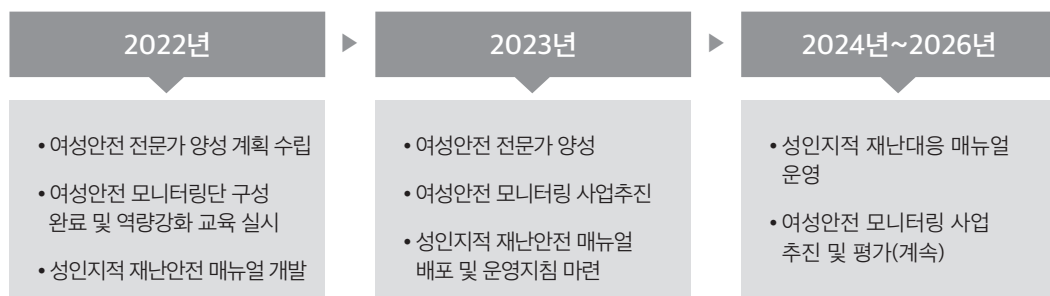 2022년
• 여성안전 전문가 양성 계획 수립
• 여성안전 모니터링단 구성
완료 및 역량강화 교육 실시
• 성인지적 재난안전 매뉴얼 개발
▶
2023년
• 여성안전 전문가 양성
• 여성안전 모니터링 사업추진
• 성인지적 재난안전 매뉴얼
배포 및 운영지침 마련
▶
2024년~2026년
• 성인지적 재난대응 매뉴얼
운영
• 여성안전 모니터링 사업
추진 및 평가(계속)